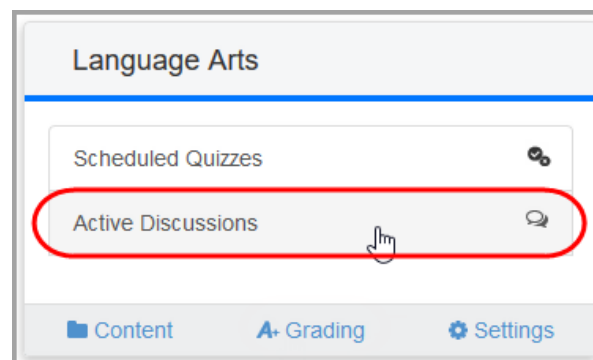 Language Arts
Scheduled Quizzes
Active Discussions
Content A+ Grading Settings